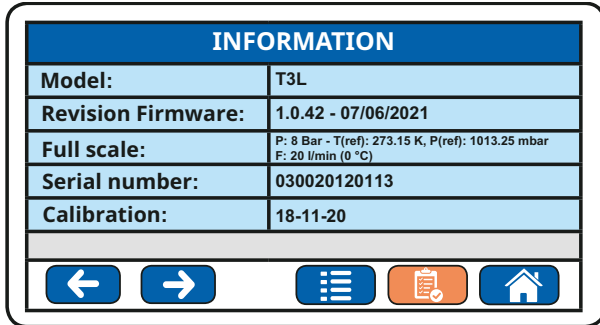 INFORMATION
Model: T3L
Revision Firmware: 1.0.42 - 07/06/2021
Full scale: P: 8 Bar - T(ref): 273.15 K, P(ref): 1013.25 mbar
F: 20 l/min (0 °C)
Serial number: 030020120113
Calibration: 18-11-20